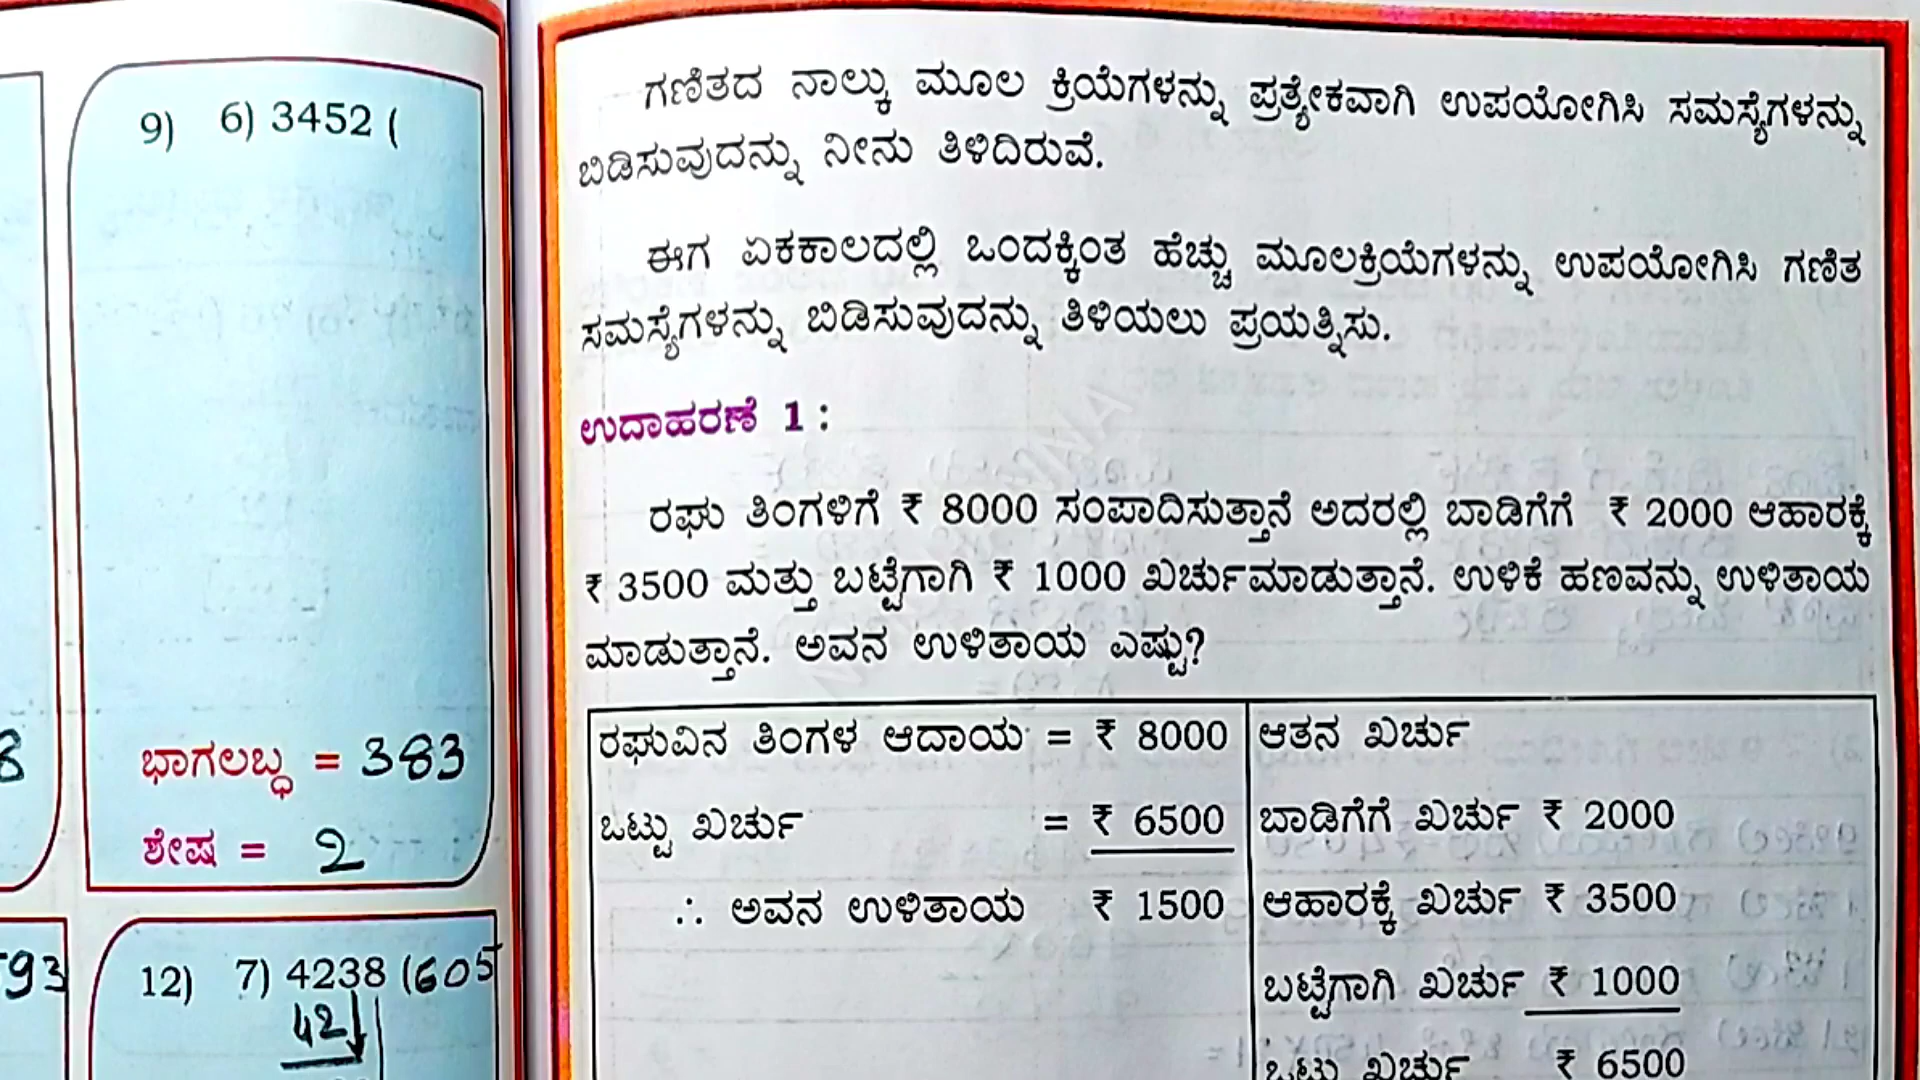 9) 6) 3452 (
ಭಾಗಲಬ್ಧ = 383
ಶೇಷ = 2
8
593
12) 7) 4238 (605
42
ಗಣಿತದ ನಾಲ್ಕು ಮೂಲ ಕ್ರಿಯೆಗಳನ್ನು ಪ್ರತ್ಯೇಕವಾಗಿ ಉಪಯೋಗಿಸಿ ಸಮಸ್ಯೆಗಳನ್ನು
ಬಿಡಿಸುವುದನ್ನು ನೀನು ತಿಳಿದಿರುವೆ.
ಈಗ ಏಕಕಾಲದಲ್ಲಿ ಒಂದಕ್ಕಿಂತ ಹೆಚ್ಚು ಮೂಲಕ್ರಿಯೆಗಳನ್ನು ಉಪಯೋಗಿಸಿ ಗಣಿತ
ಸಮಸ್ಯೆಗಳನ್ನು ಬಿಡಿಸುವುದನ್ನು ತಿಳಿಯಲು ಪ್ರಯತ್ನಿಸು.
ಉದಾಹರಣೆ 1 :
ರಘು ತಿಂಗಳಿಗೆ ₹ 8000 ಸಂಪಾದಿಸುತ್ತಾನೆ ಅದರಲ್ಲಿ ಬಾಡಿಗೆಗೆ ₹ 2000 ಆಹಾರಕ್ಕೆ
₹ 3500 ಮತ್ತು ಬಟ್ಟೆಗಾಗಿ ₹ 1000 ಖರ್ಚುಮಾಡುತ್ತಾನೆ. ಉಳಿಕೆ ಹಣವನ್ನು ಉಳಿತಾಯ
ಮಾಡುತ್ತಾನೆ. ಅವನ ಉಳಿತಾಯ ಎಷ್ಟು?
ರಘುವಿನ ತಿಂಗಳ ಆದಾಯ = ₹ 8000
ಒಟ್ಟು ಖರ್ಚು = ₹ 6500
∴ ಅವನ ಉಳಿತಾಯ ₹ 1500
ಆತನ ಖರ್ಚು
ಬಾಡಿಗೆಗೆ ಖರ್ಚು ₹ 2000
ಆಹಾರಕ್ಕೆ ಖರ್ಚು ₹ 3500
ಬಟ್ಟೆಗಾಗಿ ಖರ್ಚು ₹ 1000
ಒಟ್ಟು ಖರ್ಚು ₹ 6500